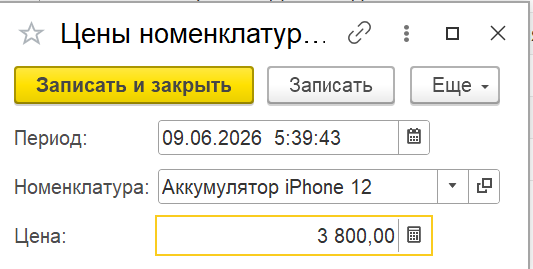 Цены номенклатур...
Записать и закрыть Записать Еще
Период: 09.06.2026 5:39:43
Номенклатура: Аккумулятор iPhone 12
Цена: 3 800,00